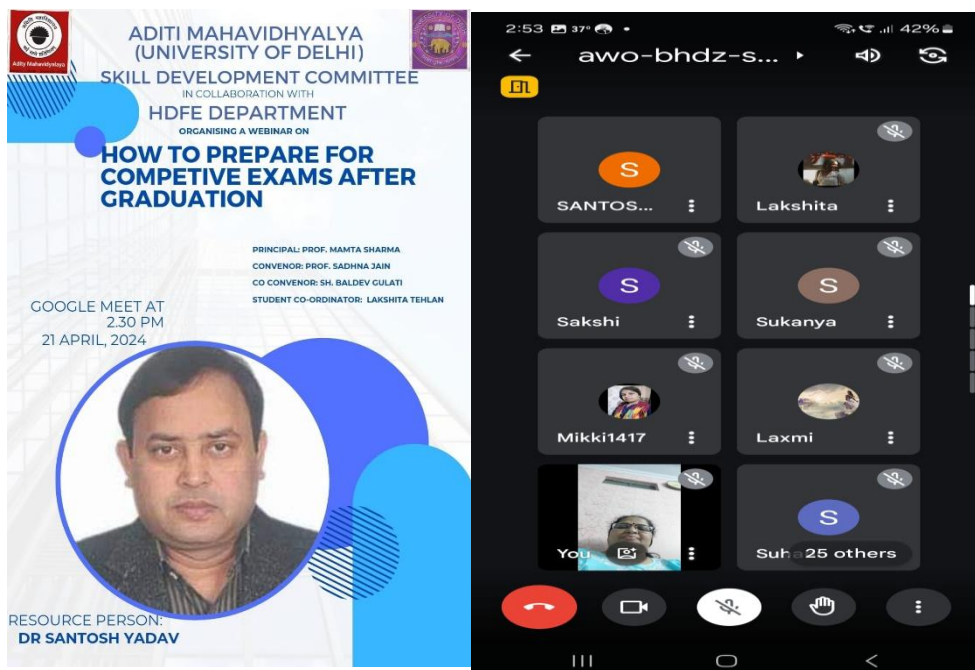 Adity Mahavidyalaya
ADITI MAHAVIDHYALYA
(UNIVERSITY OF DELHI)
SKILL DEVELOPMENT COMMITTEE
IN COLLABORATION WITH
HDFE DEPARTMENT
ORGANISING A WEBINAR ON
HOW TO PREPARE FOR
COMPETIVE EXAMS AFTER
GRADUATION
PRINCIPAL: PROF. MAMTA SHARMA
CONVENOR: PROF. SADHNA JAIN
CO CONVENOR: SH. BALDEV GULATI
STUDENT CO-ORDINATOR: LAKSHITA TEHLAN
GOOGLE MEET AT
2.30 PM
21 APRIL, 2024
RESOURCE PERSON:
DR SANTOSH YADAV
2:53 37° 42%
awo-bhdz-s...
S
SANTOS...
Lakshita
S
Sakshi
S
Sukanya
Mikki1417
Laxmi
You
S
Suh 25 others